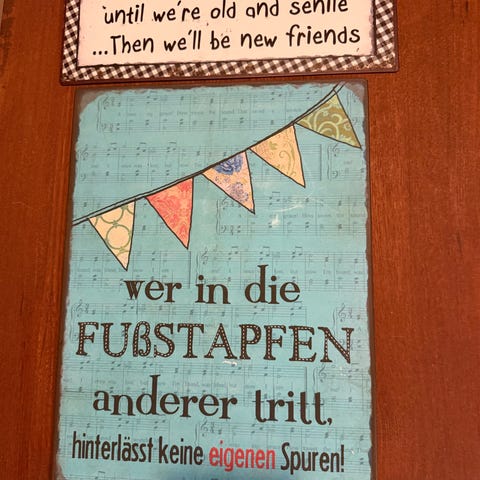 until we're old and senile
...Then we'll be new friends
wer in die
FUßSTAPFEN
anderer tritt,
hinterlässt keine eigenen Spuren!